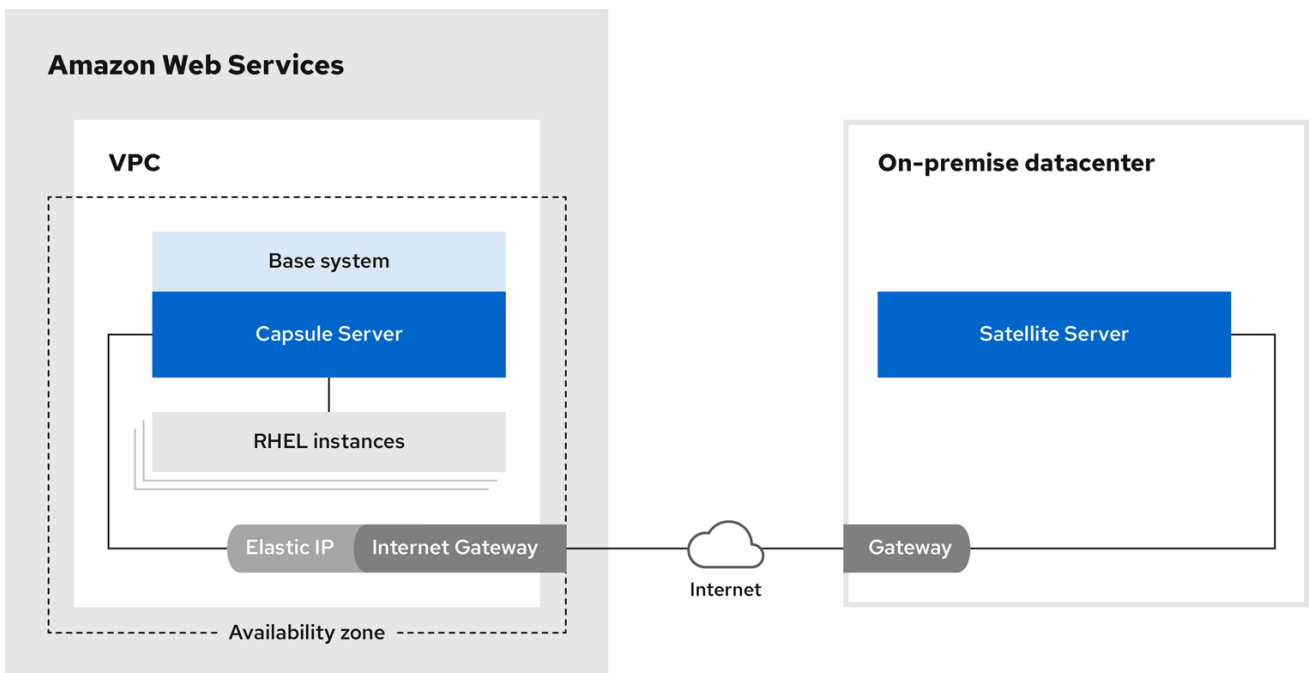 Amazon Web Services
VPC
Base system
Capsule Server
RHEL instances
Elastic IP
Internet Gateway
Availability zone
Internet
On-premise datacenter
Satellite Server
Gateway